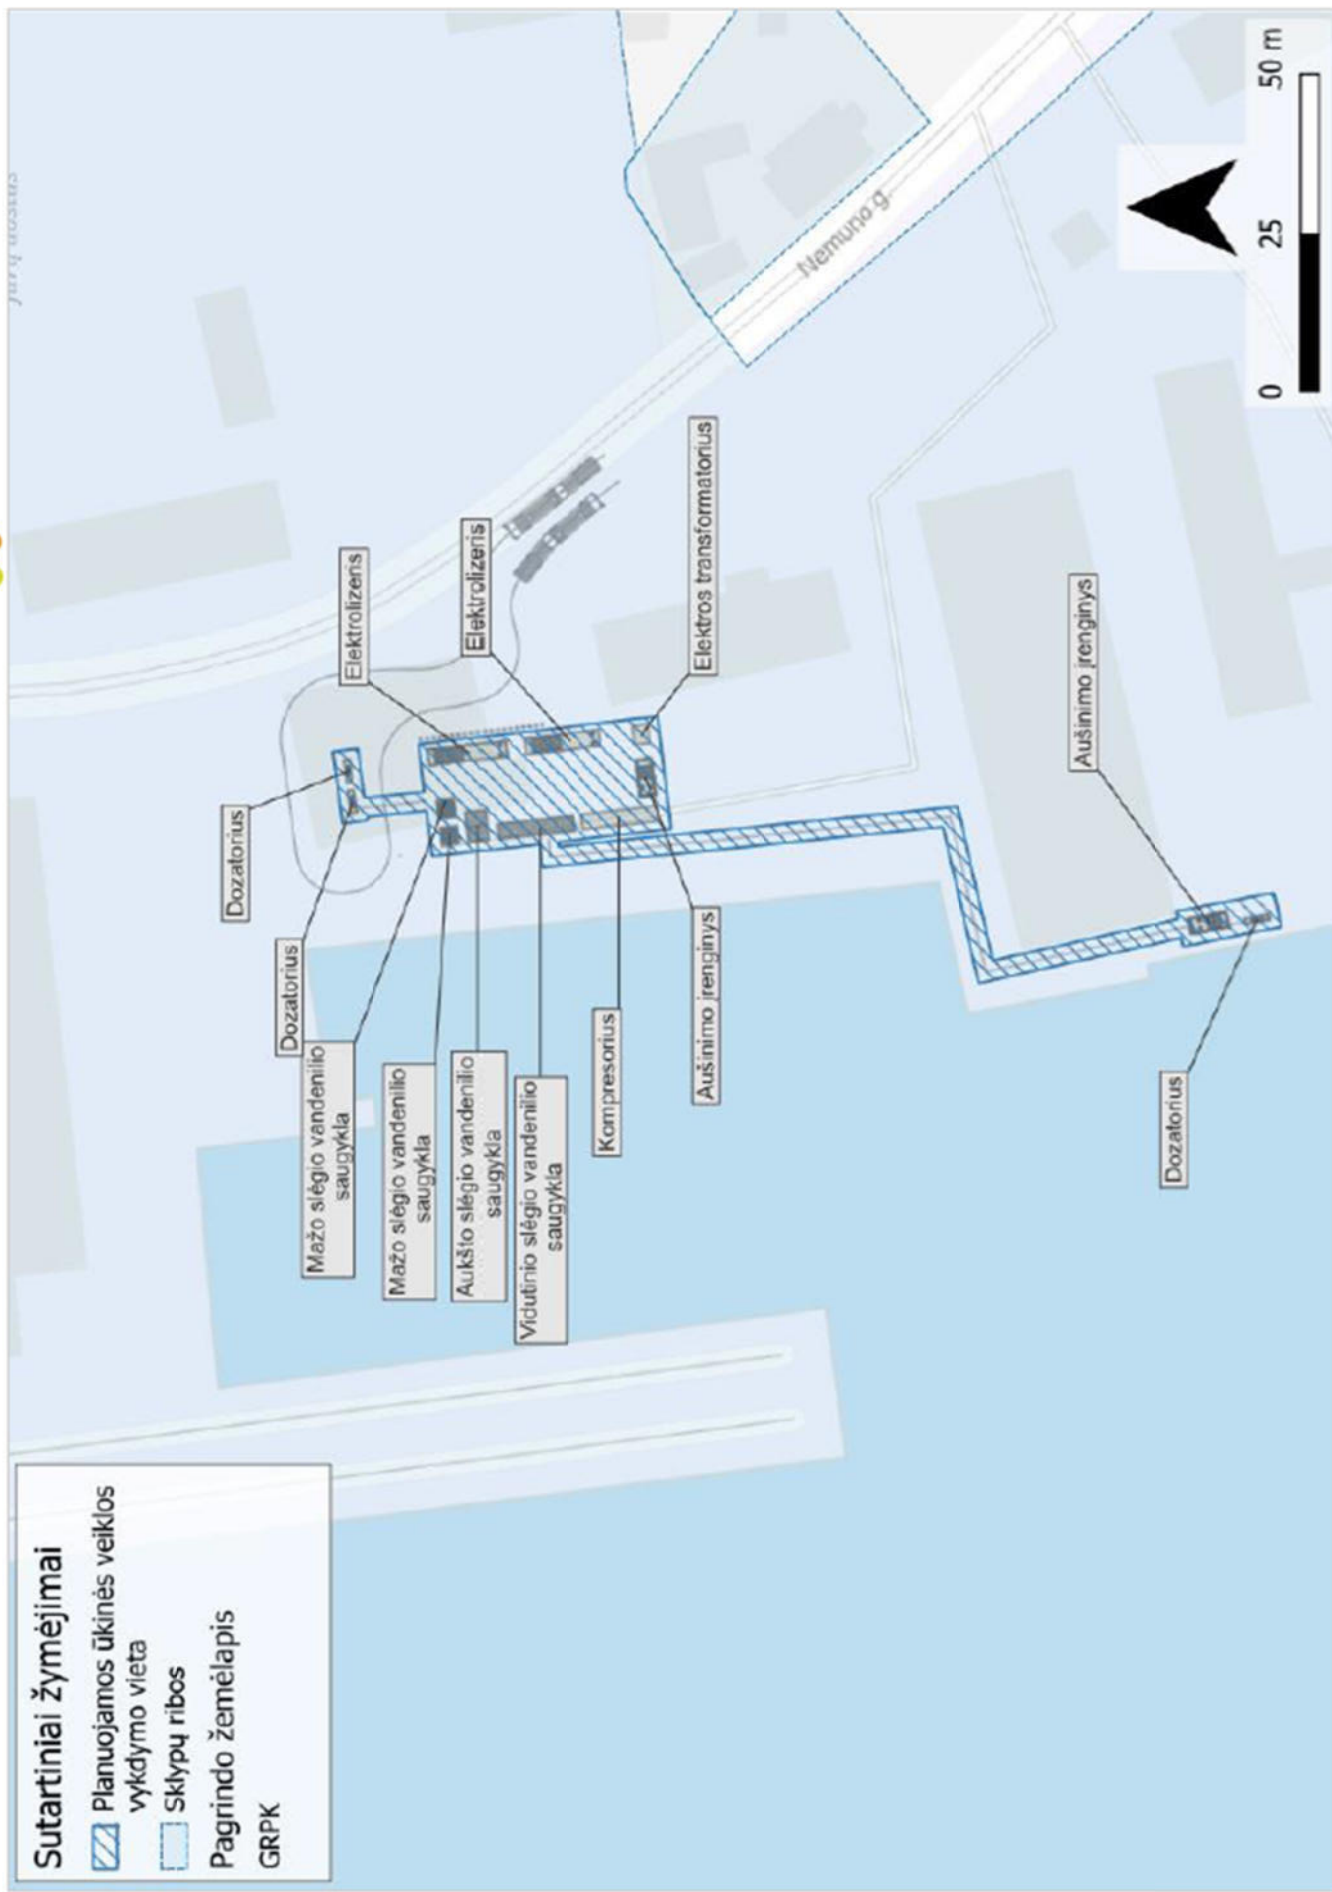 Sutartiniai žymėjimai
Planuojamos ūkinės veiklos
vykdymo vieta
Sklypų ribos
Pagrindo žemėlapis
GRPK
Dozatorius
Dozatorius
Mažo slėgio vandenilio
saugykla
Mažo slėgio vandenilio
saugykla
Aukšto slėgio vandenilio
saugykla
Vidutinio slėgio vandenilio
saugykla
Kompresorius
Aušinimo įrenginys
Dozatorius
Elektrolizeris
Elektrolizeris
Elektros transformatorius
Aušinimo įrenginys
Nemuno g.
0 25 50 m